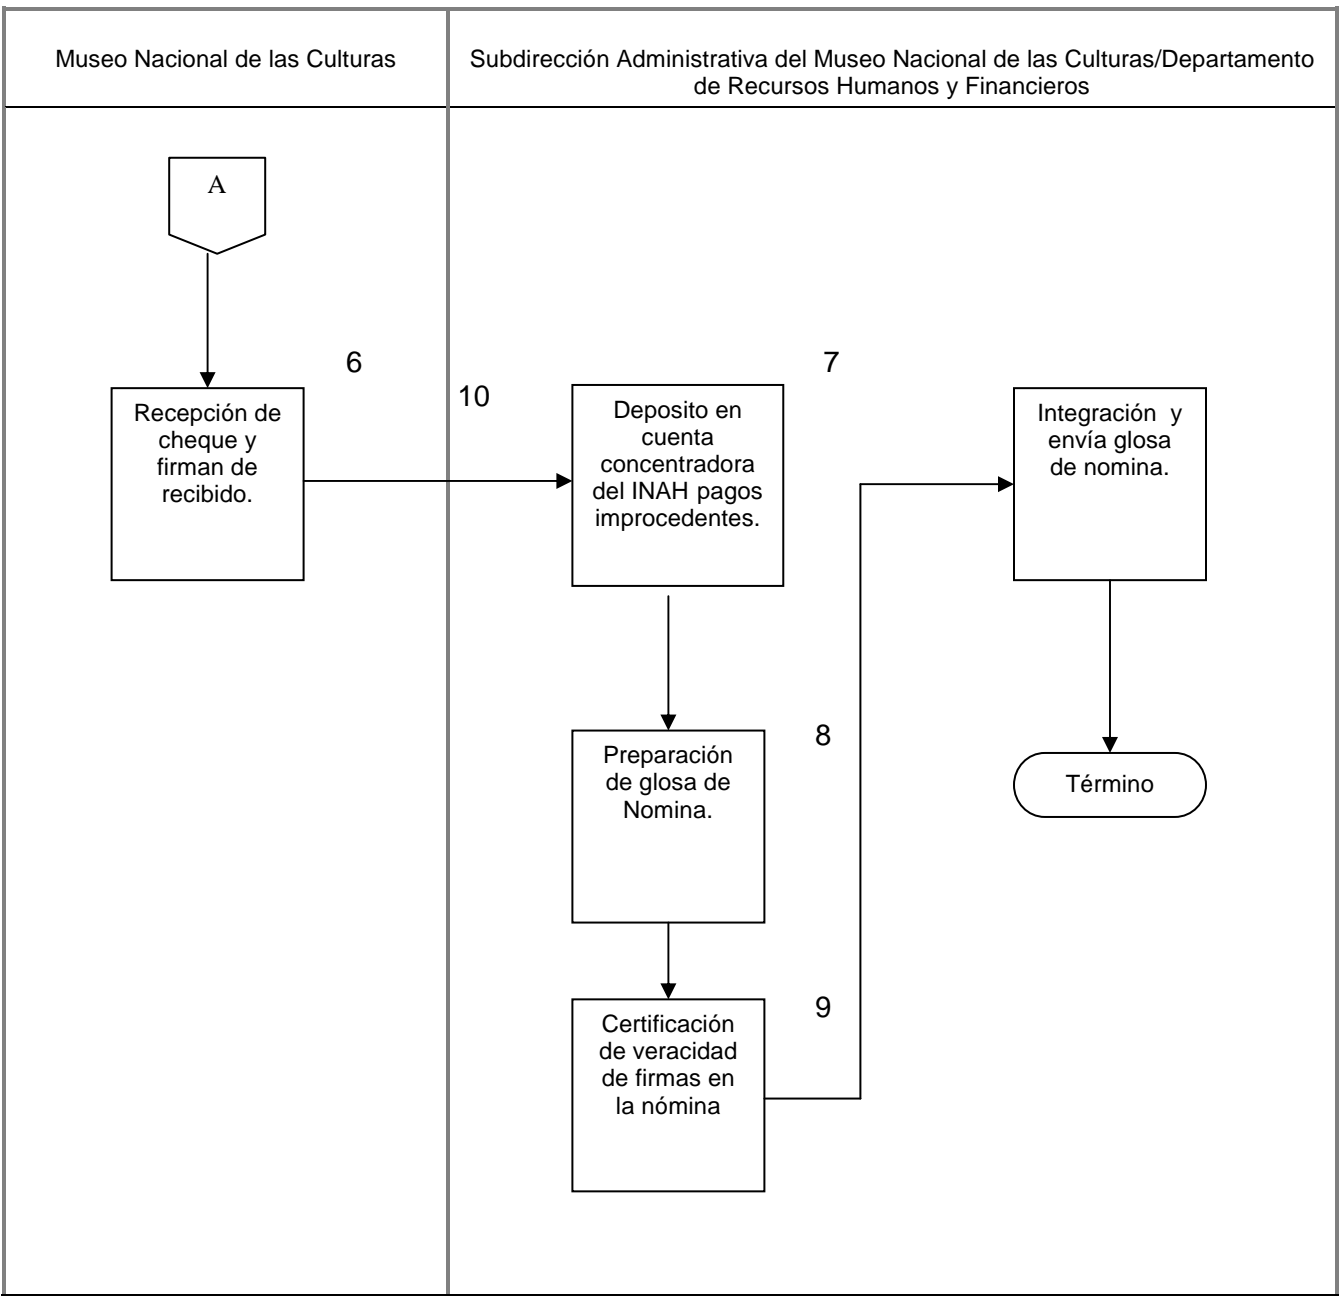 Museo Nacional de las Culturas
Subdirección Administrativa del Museo Nacional de las Culturas/Departamento
de Recursos Humanos y Financieros
A
6
Recepción de
cheque y
firman de
recibido.
10
Deposito en
cuenta
concentradora
del INAH pagos
improcedentes.
7
Integración y
envía glosa
de nomina.
Preparación
de glosa de
Nomina.
8
Término
Certificación
de veracidad
de firmas en
la nómina
9